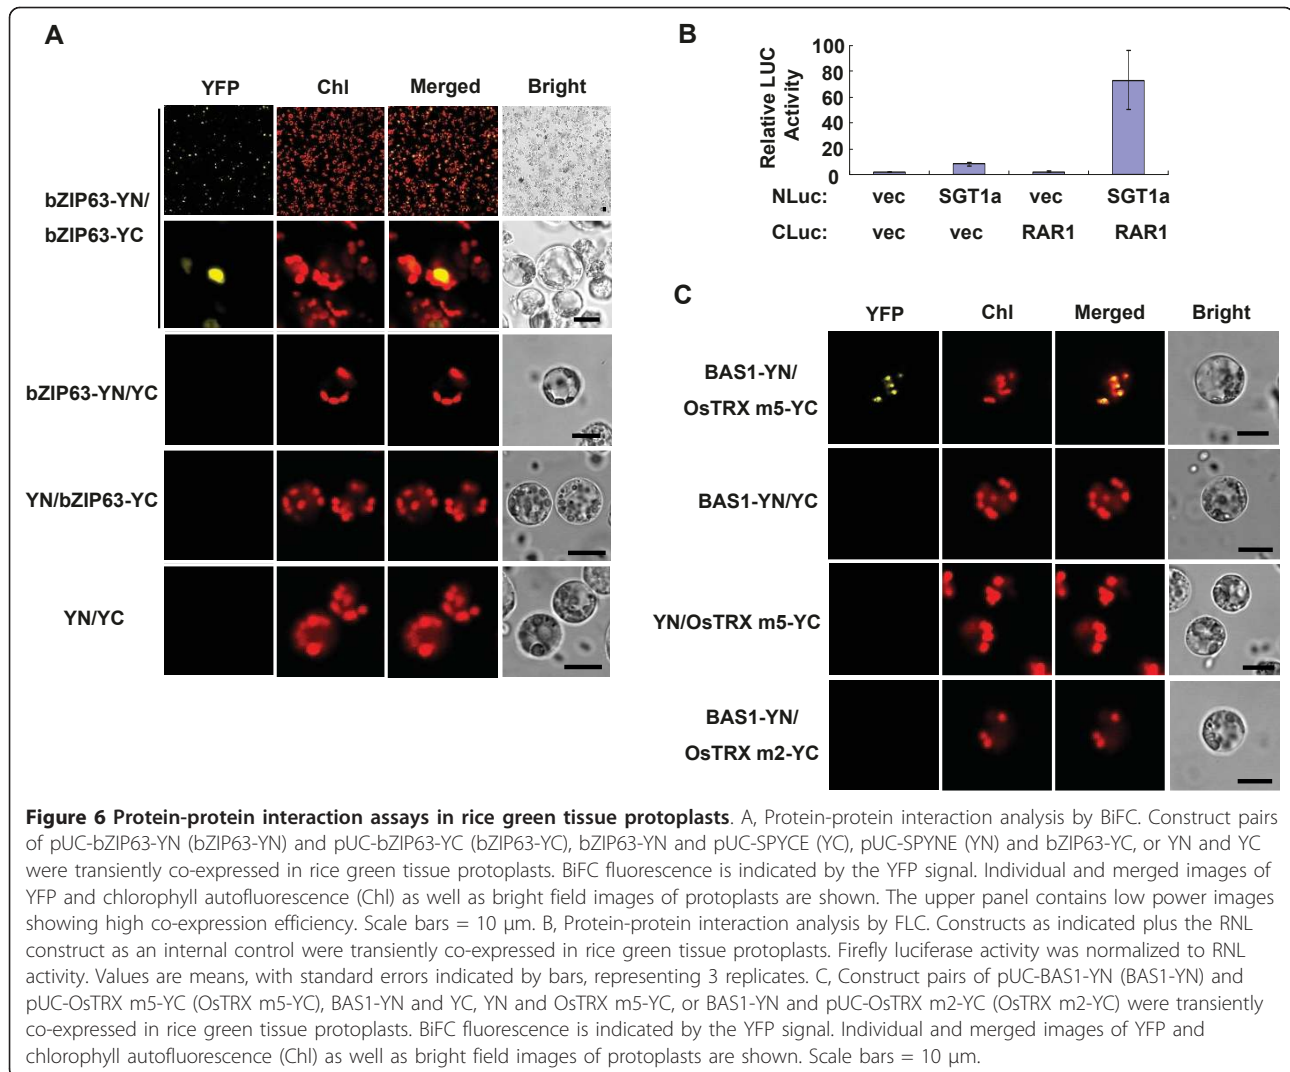 A
YFP Chl Merged Bright
bZIP63-YN/
bZIP63-YC
bZIP63-YN/YC
YN/bZIP63-YC
YN/YC
B
Relative LUC
Activity
100
80
60
40
20
0
NLuc: vec SGT1a vec SGT1a
CLuc: vec vec RAR1 RAR1
C
YFP Chl Merged Bright
BAS1-YN/
OsTRX m5-YC
BAS1-YN/YC
YN/OsTRX m5-YC
BAS1-YN/
OsTRX m2-YC
Figure 6 Protein-protein interaction assays in rice green tissue protoplasts. A, Protein-protein interaction analysis by BiFC. Construct pairs
of pUC-bZIP63-YN (bZIP63-YN) and pUC-bZIP63-YC (bZIP63-YC), bZIP63-YN and pUC-SPYCE (YC), pUC-SPYNE (YN) and bZIP63-YC, or YN and YC
were transiently co-expressed in rice green tissue protoplasts. BiFC fluorescence is indicated by the YFP signal. Individual and merged images of
YFP and chlorophyll autofluorescence (Chl) as well as bright field images of protoplasts are shown. The upper panel contains low power images
showing high co-expression efficiency. Scale bars = 10 μm. B, Protein-protein interaction analysis by FLC. Constructs as indicated plus the RNL
construct as an internal control were transiently co-expressed in rice green tissue protoplasts. Firefly luciferase activity was normalized to RNL
activity. Values are means, with standard errors indicated by bars, representing 3 replicates. C, Construct pairs of pUC-BAS1-YN (BAS1-YN) and
pUC-OsTRX m5-YC (OsTRX m5-YC), BAS1-YN and YC, YN and OsTRX m5-YC, or BAS1-YN and pUC-OsTRX m2-YC (OsTRX m2-YC) were transiently
co-expressed in rice green tissue protoplasts. BiFC fluorescence is indicated by the YFP signal. Individual and merged images of YFP and
chlorophyll autofluorescence (Chl) as well as bright field images of protoplasts are shown. Scale bars = 10 μm.